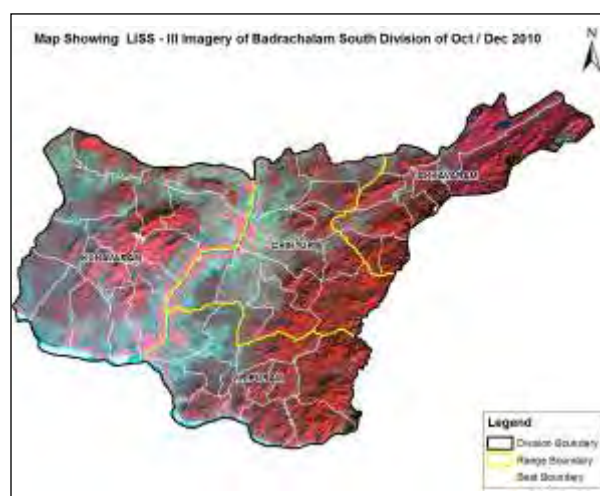 Map Showing LISS - III Imagery of Badrachalam South Division of Oct / Dec 2010
N
CHINTUR
Legend
Division Boundary
Range Boundary
Beat Boundary